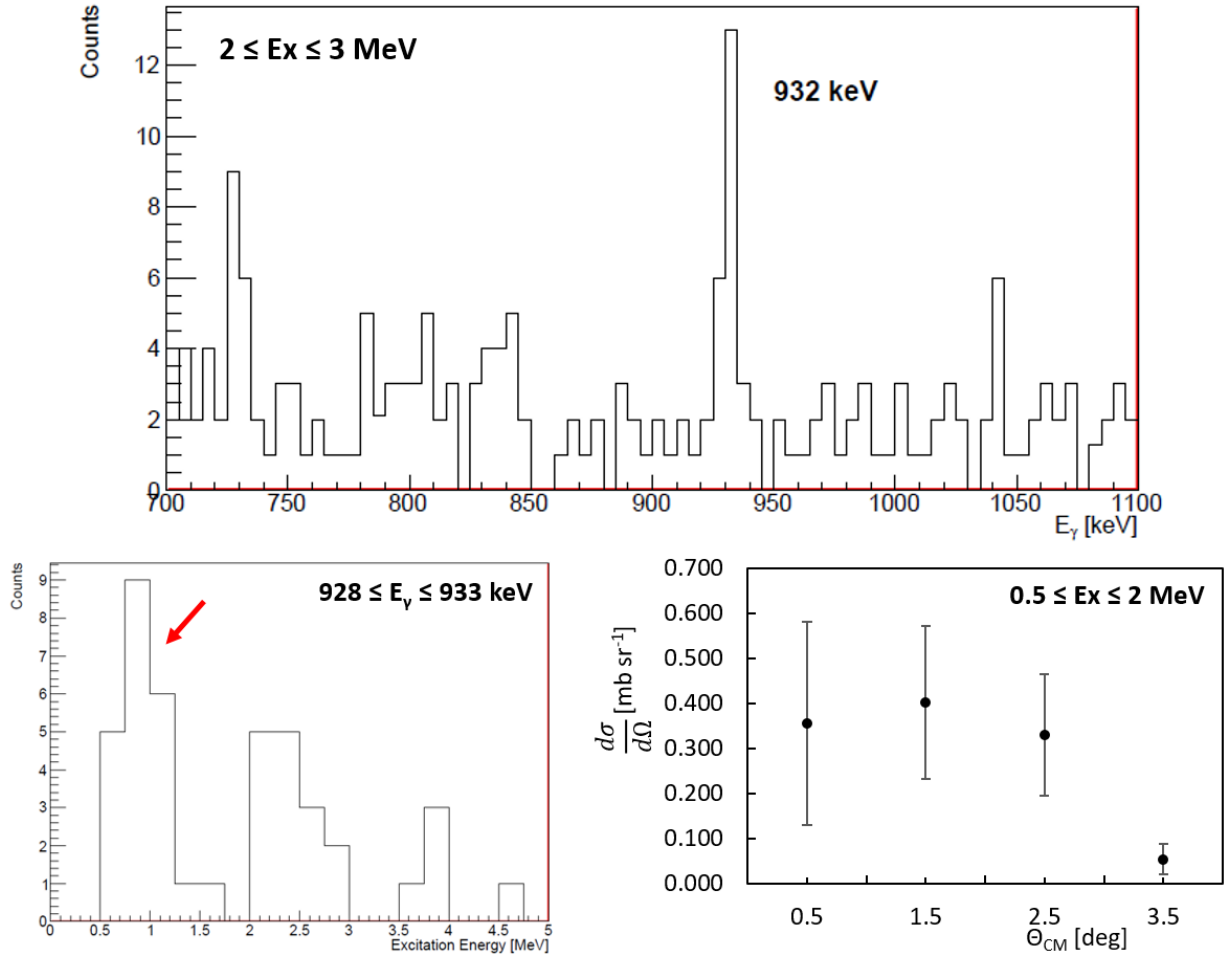 Counts
2 ≤ Ex ≤ 3 MeV
932 keV
12
10
8
6
4
2
0
700 750 800 850 900 950 1000 1050 1100
E_γ [keV]
Counts
928 ≤ E_γ ≤ 933 keV
9
8
7
6
5
4
3
2
1
0
0 0.5 1 1.5 2 2.5 3 3.5 4 4.5 5
Excitation Energy [MeV]
dσ/dΩ [mb sr⁻¹]
0.5 ≤ Ex ≤ 2 MeV
0.700
0.600
0.500
0.400
0.300
0.200
0.100
0.000
0.5 1.5 2.5 3.5
Θ_CM [deg]